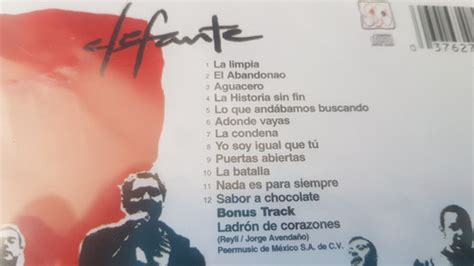 elefante
1 La limpia
2 El Abandonao
3 Aguacero
4 La Historia sin fin
5 Lo que andábamos buscando
6 Adonde vayas
7 La condena
8 Yo soy igual que tú
9 Puertas abiertas
10 La batalla
11 Nada es para siempre
12 Sabor a chocolate
Bonus Track
Ladrón de corazones
(Reyli / Jorge Avendaño)
Peermusic de México S.A. de C.V.
0 37627